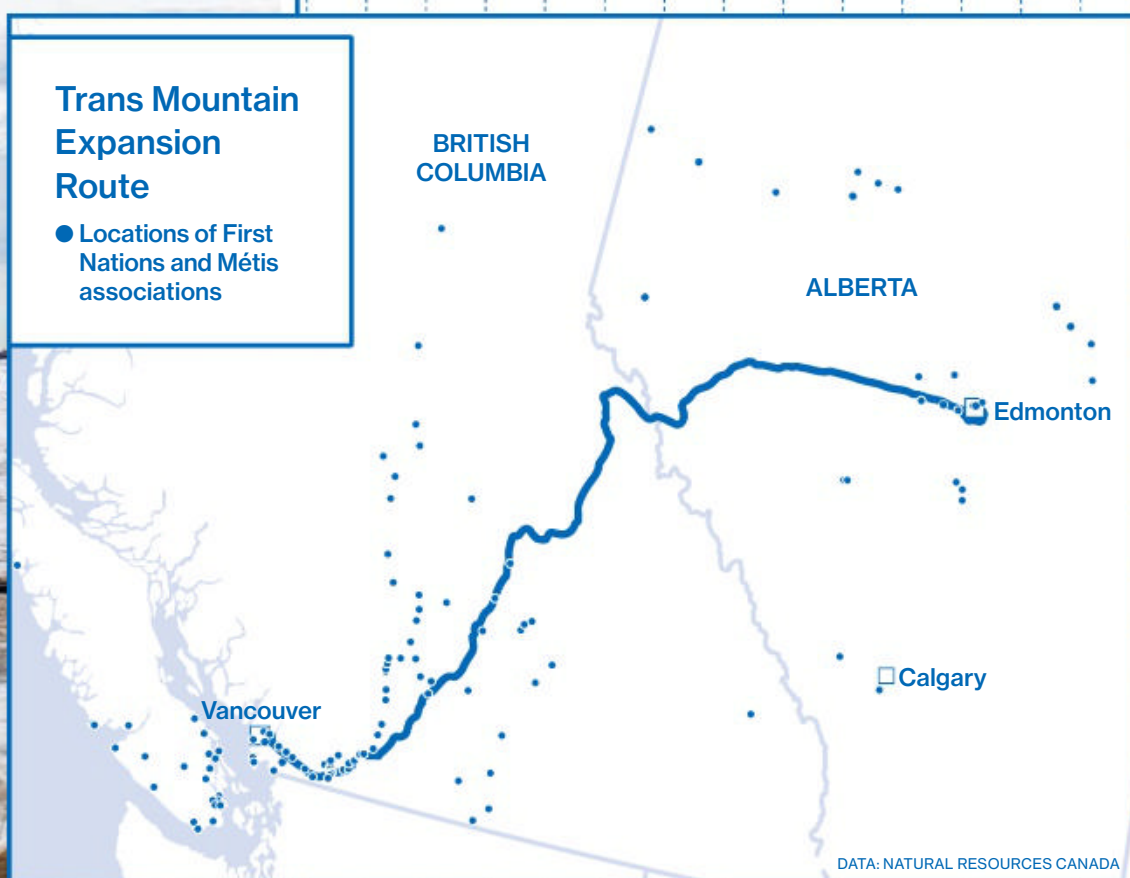 Trans Mountain
Expansion
Route
● Locations of First
Nations and Métis
associations
BRITISH
COLUMBIA
ALBERTA
Edmonton
Calgary
Vancouver
DATA: NATURAL RESOURCES CANADA